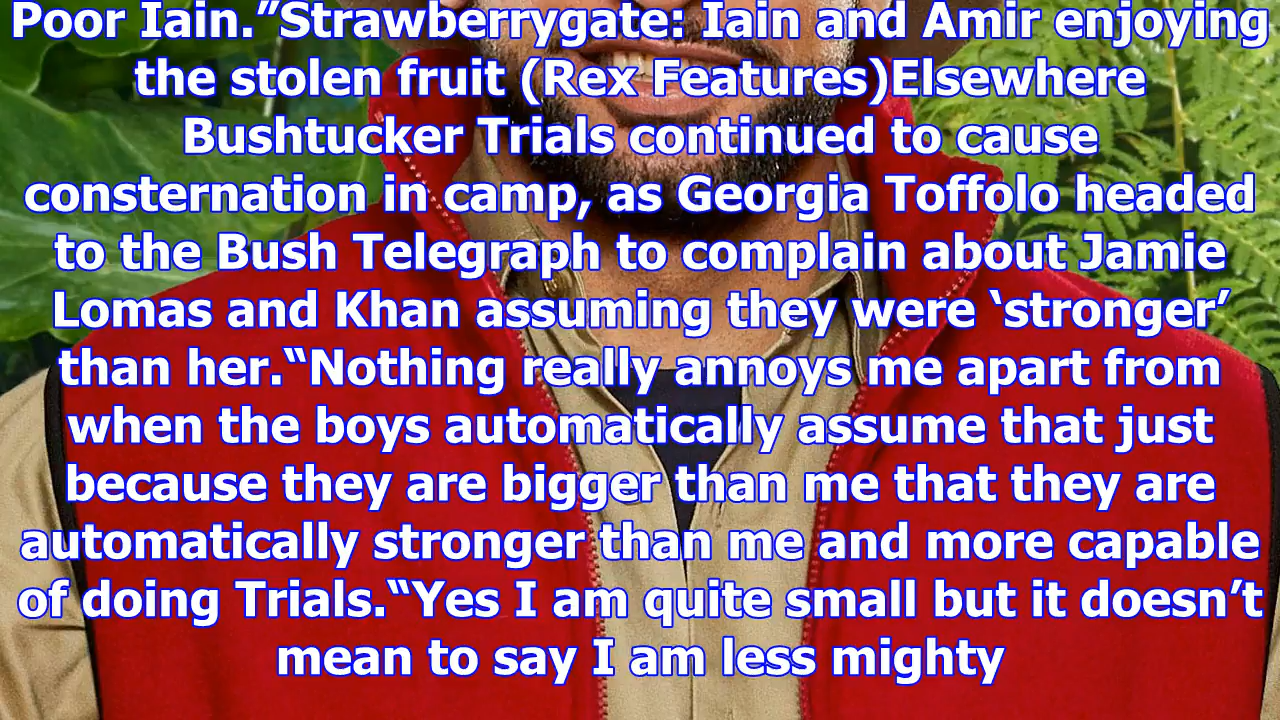 Poor Iain.”Strawberrygate: Iain and Amir enjoying
the stolen fruit (Rex Features)Elsewhere
Bushtucker Trials continued to cause
consternation in camp, as Georgia Toffolo headed
to the Bush Telegraph to complain about Jamie
Lomas and Khan assuming they were ‘stronger’
than her.“Nothing really annoys me apart from
when the boys automatically assume that just
because they are bigger than me that they are
automatically stronger than me and more capable
of doing Trials.“Yes I am quite small but it doesn’t
mean to say I am less mighty